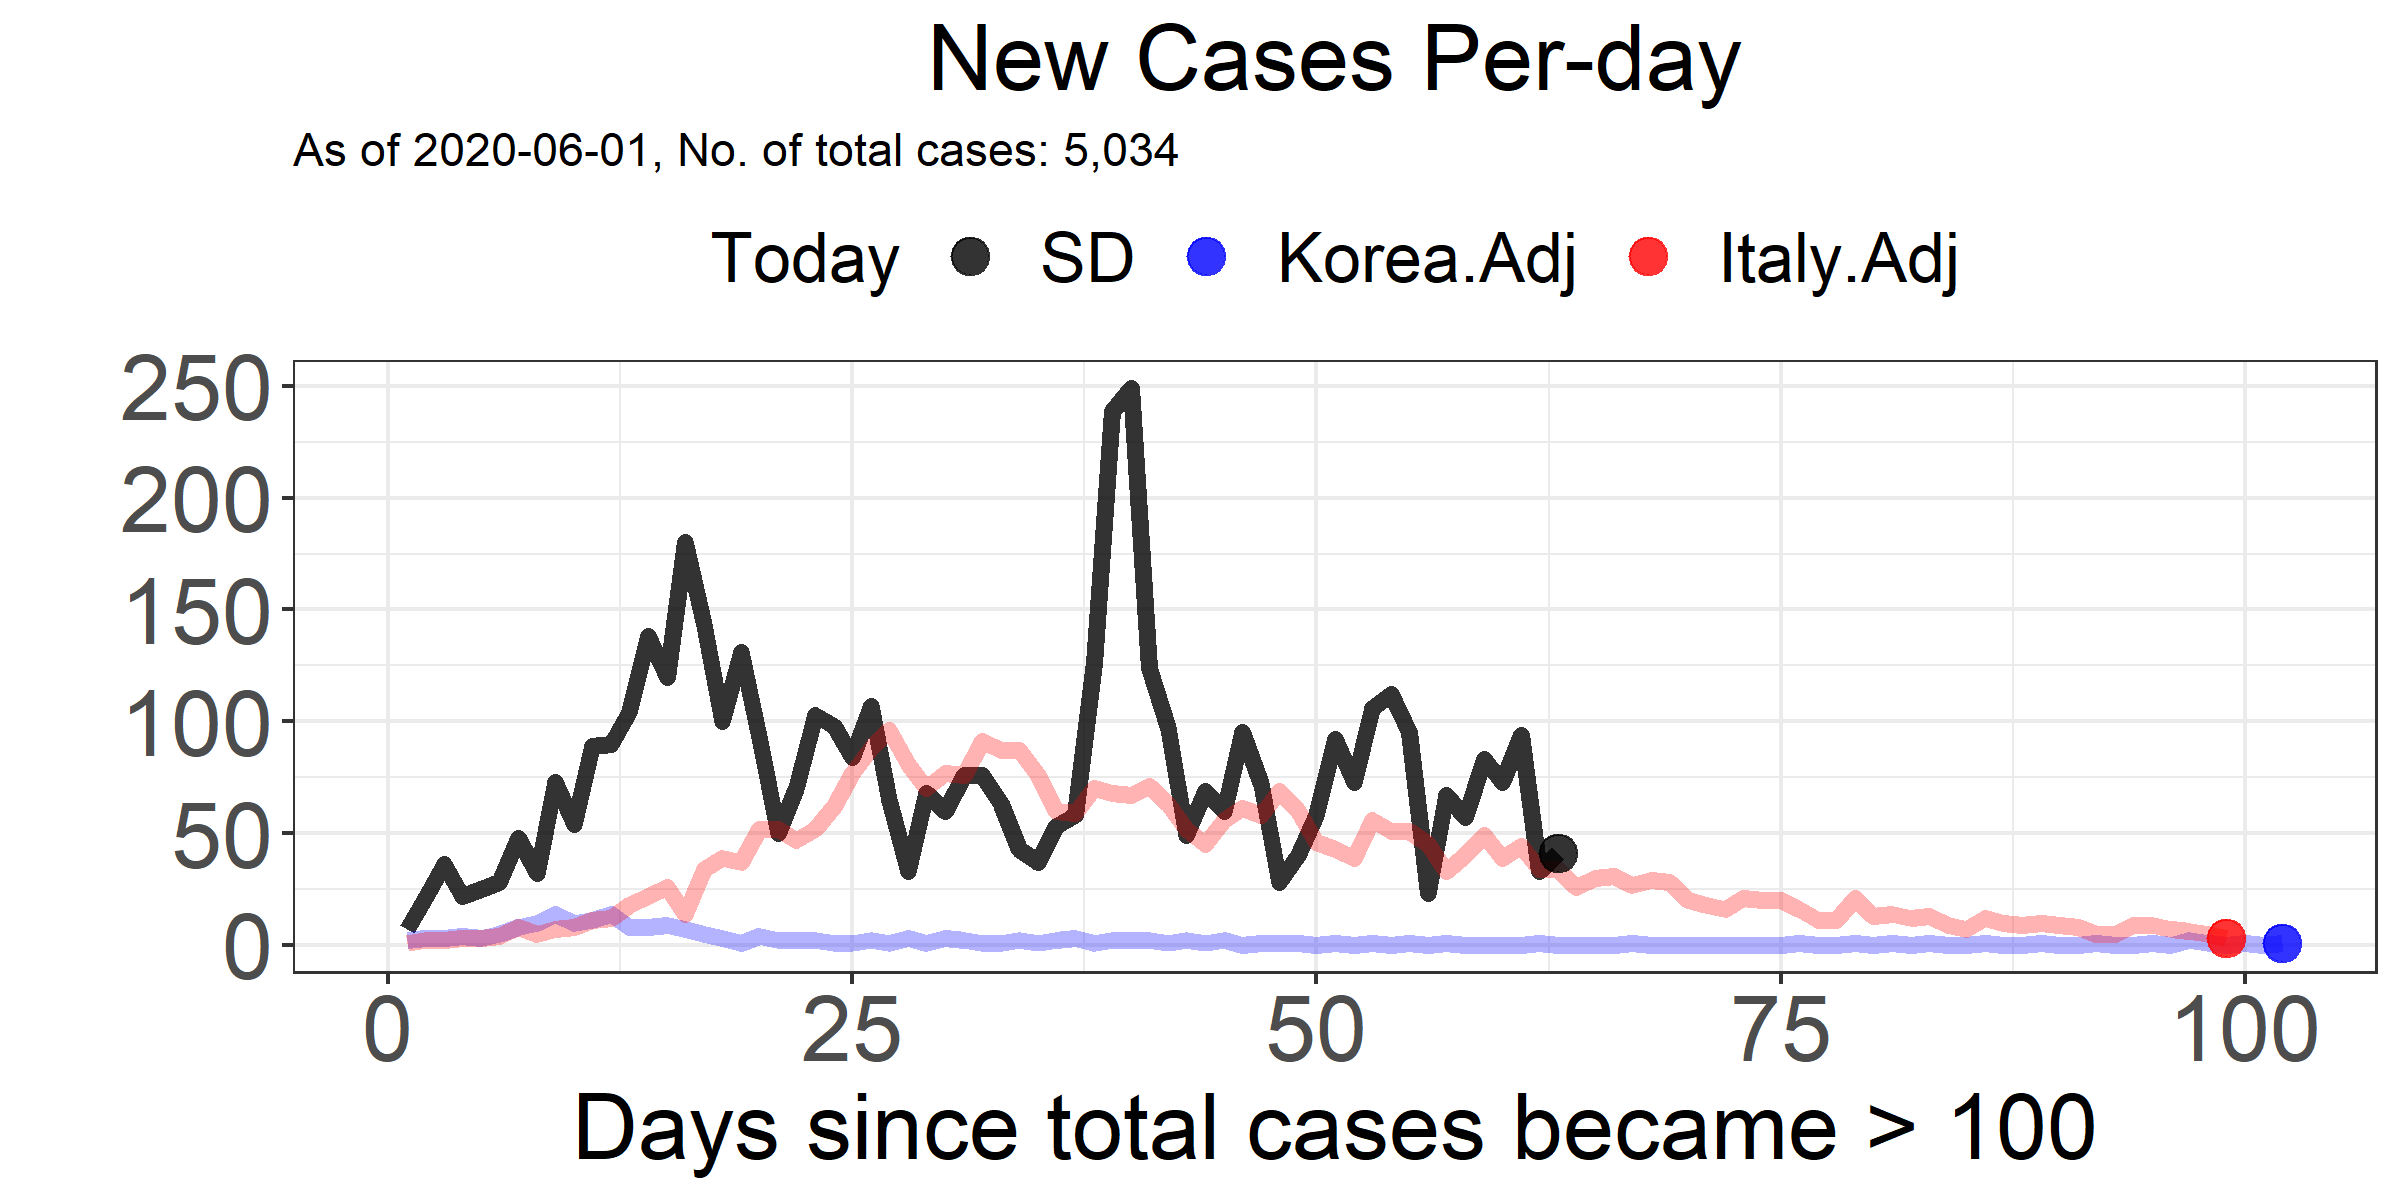 New Cases Per-day
As of 2020-06-01, No. of total cases: 5,034
Today SD Korea.Adj Italy.Adj
250
200
150
100
50
0
0 25 50 75 100
Days since total cases became > 100